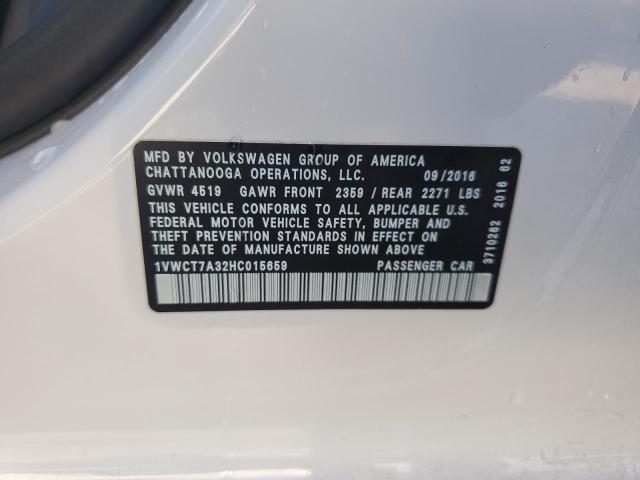 MFD BY VOLKSWAGEN GROUP OF AMERICA
CHATTANOOGA OPERATIONS, LLC. 09/2016
GVWR 4519 GAWR FRONT 2359 / REAR 2271 LBS
THIS VEHICLE CONFORMS TO ALL APPLICABLE U.S.
FEDERAL MOTOR VEHICLE SAFETY, BUMPER AND
THEFT PREVENTION STANDARDS IN EFFECT ON
THE DATE OF MANUFACTURE SHOWN ABOVE
1VWCT7A32HC015659 PASSENGER CAR
3710262 2016 62